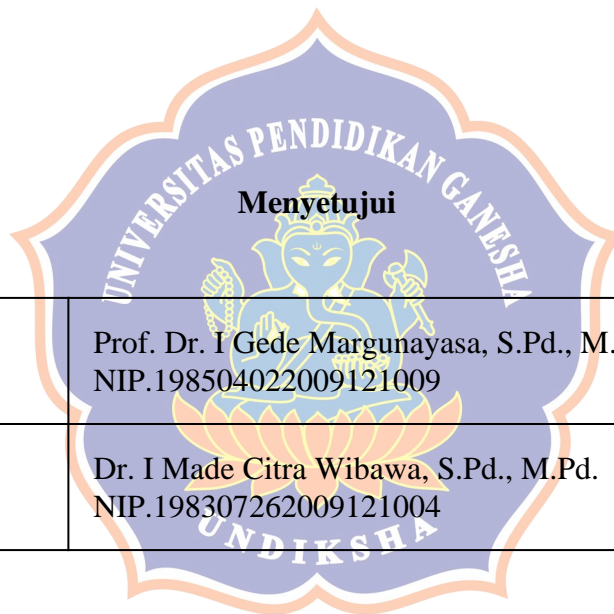 UNIVERSITAS PENDIDIKAN GANESHA
Menyetujui
Prof. Dr. I Gede Margunayasa, S.Pd., M.
NIP.198504022009121009
Dr. I Made Citra Wibawa, S.Pd., M.Pd.
NIP.198307262009121004
UNDIKSHA